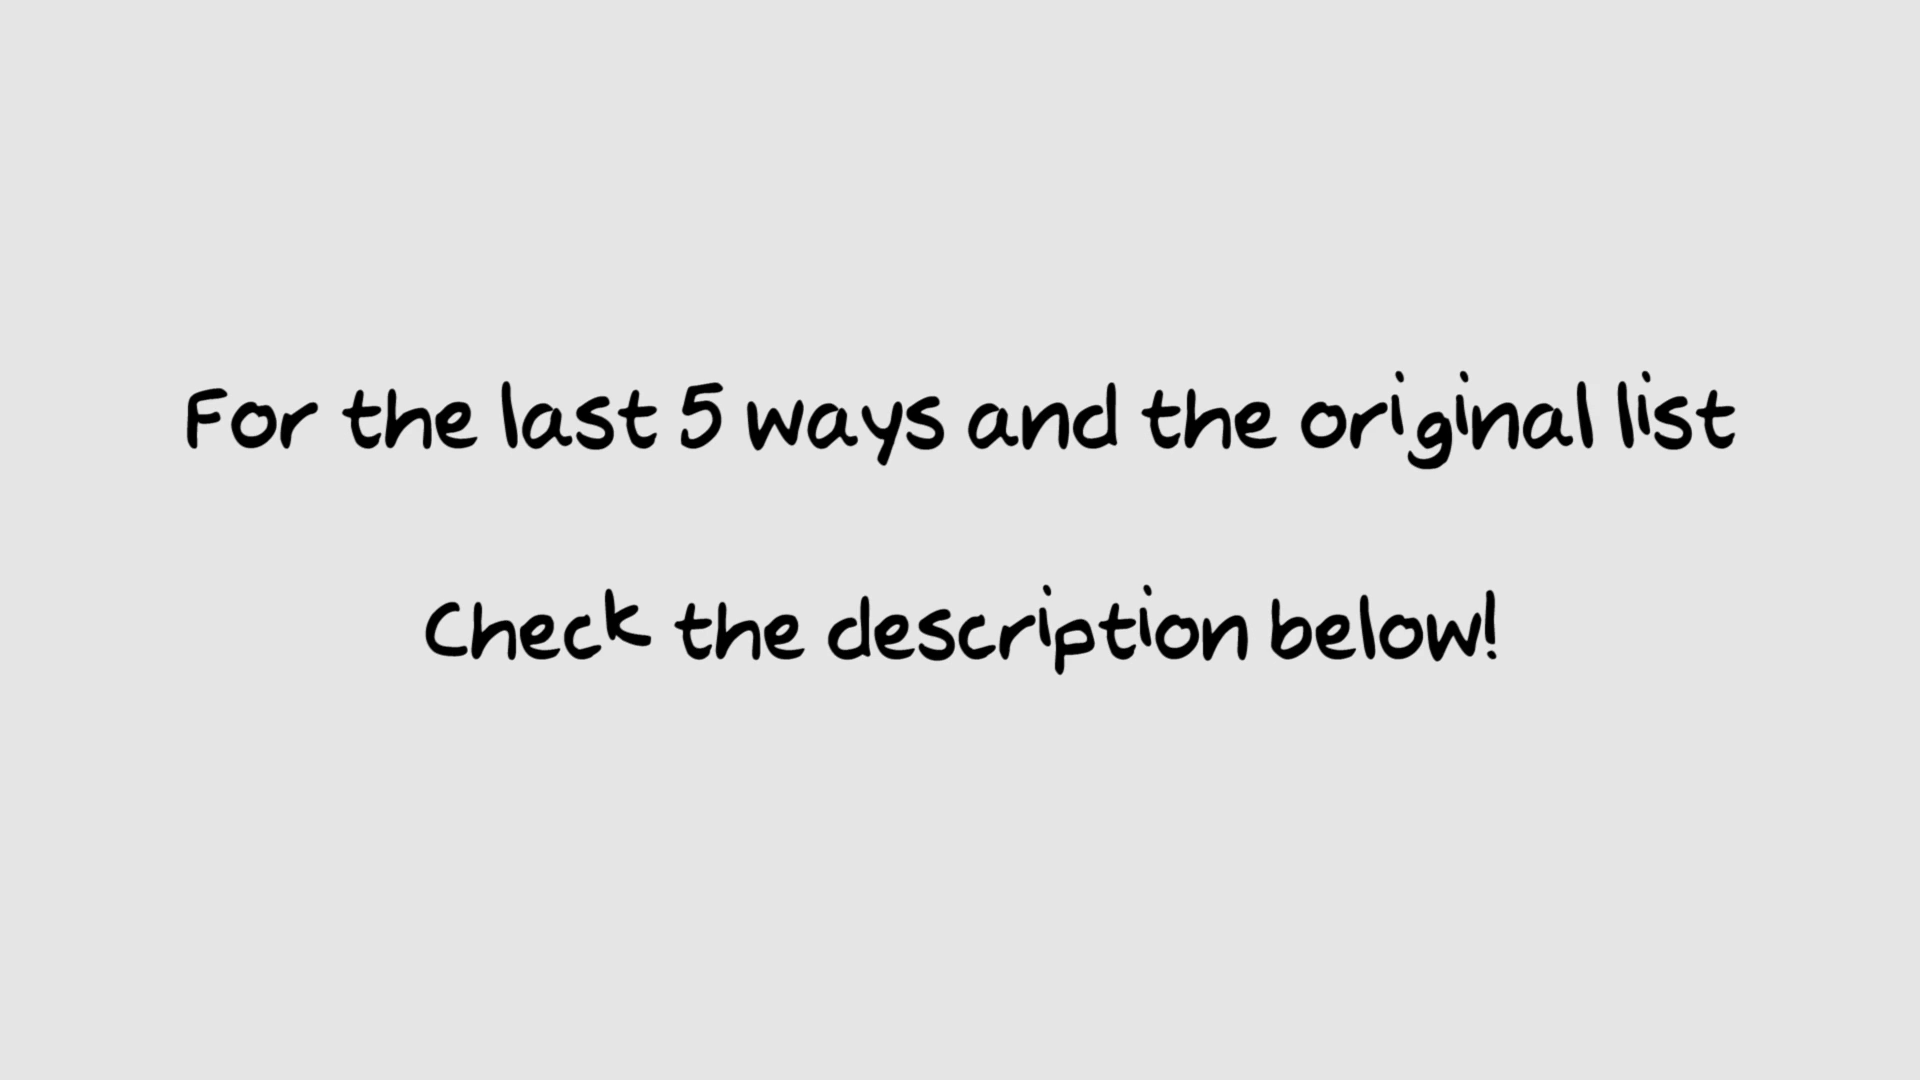 For the last 5 ways and the original list
Check the description below!